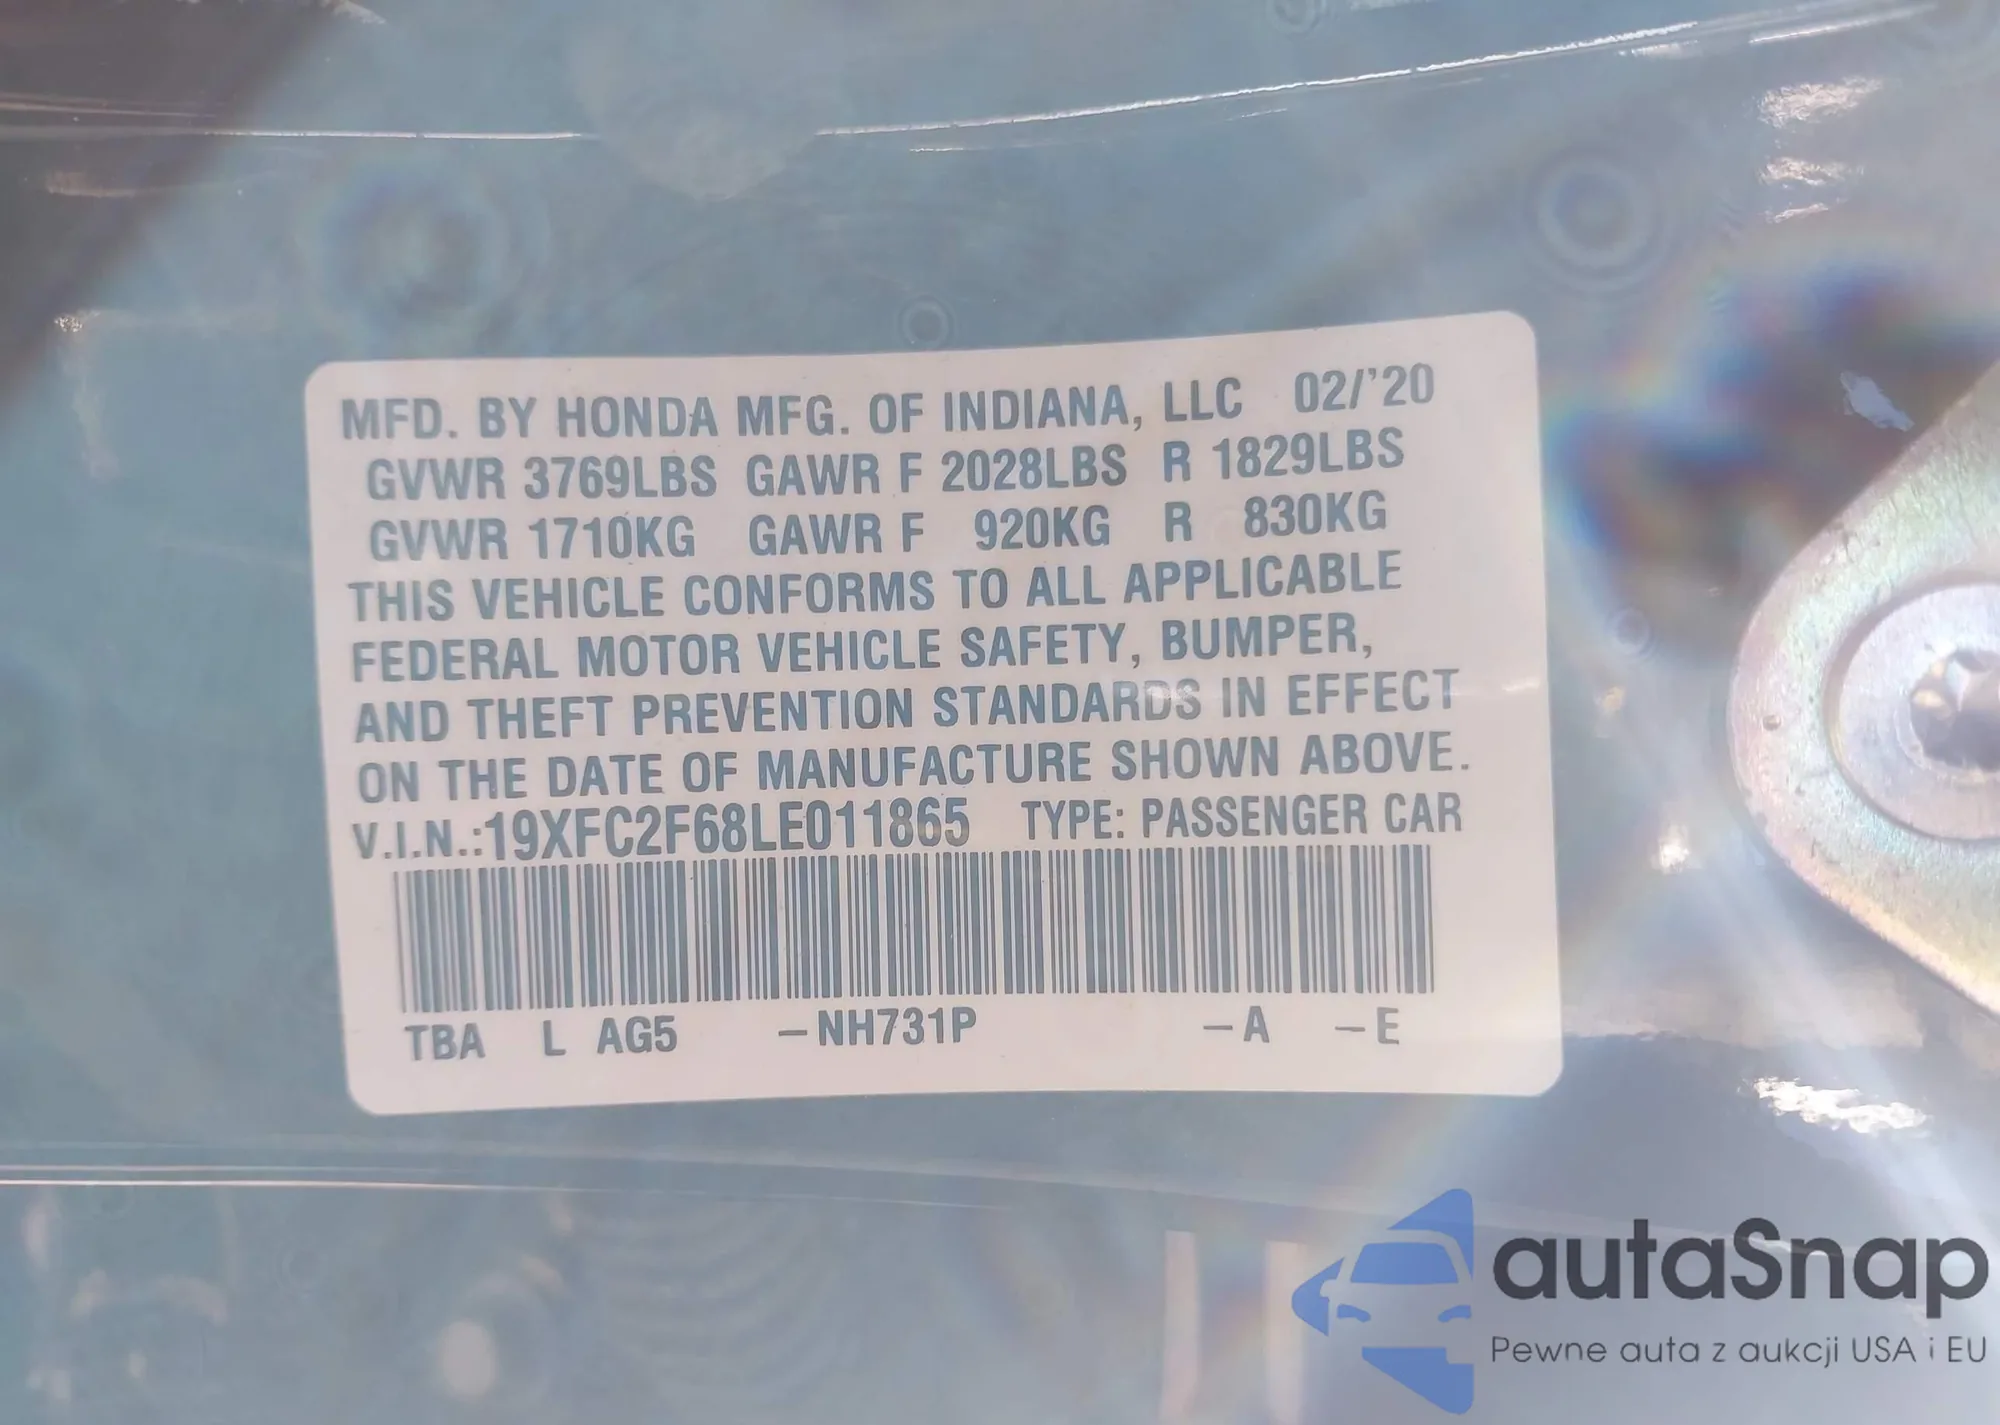 MFD. BY HONDA MFG. OF INDIANA, LLC 02/'20
GVWR 3769LBS GAWR F 2028LBS R 1829LBS
GVWR 1710KG GAWR F 920KG R 830KG
THIS VEHICLE CONFORMS TO ALL APPLICABLE
FEDERAL MOTOR VEHICLE SAFETY, BUMPER,
AND THEFT PREVENTION STANDARDS IN EFFECT
ON THE DATE OF MANUFACTURE SHOWN ABOVE.
V.I.N.:19XFC2F68LE011865 TYPE: PASSENGER CAR
TBA L AG5 –NH731P –A –E
autaSnap
Pewne auta z aukcji USA i EU